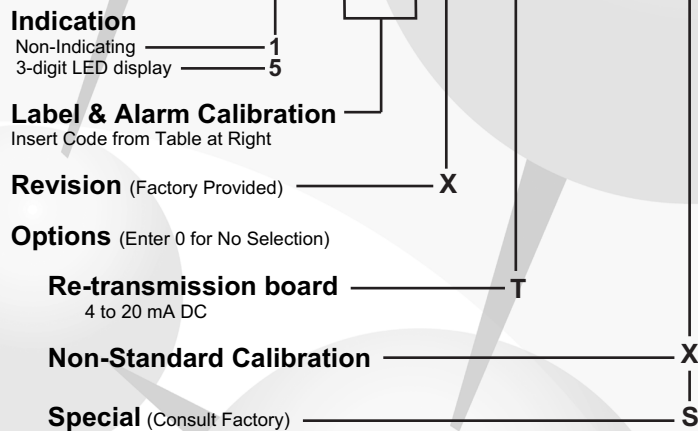 Indication
Non-Indicating 1
3-digit LED display 5
Label & Alarm Calibration
Insert Code from Table at Right
Revision (Factory Provided) X
Options (Enter 0 for No Selection)
Re-transmission board T
4 to 20 mA DC
Non-Standard Calibration X
Special (Consult Factory) S